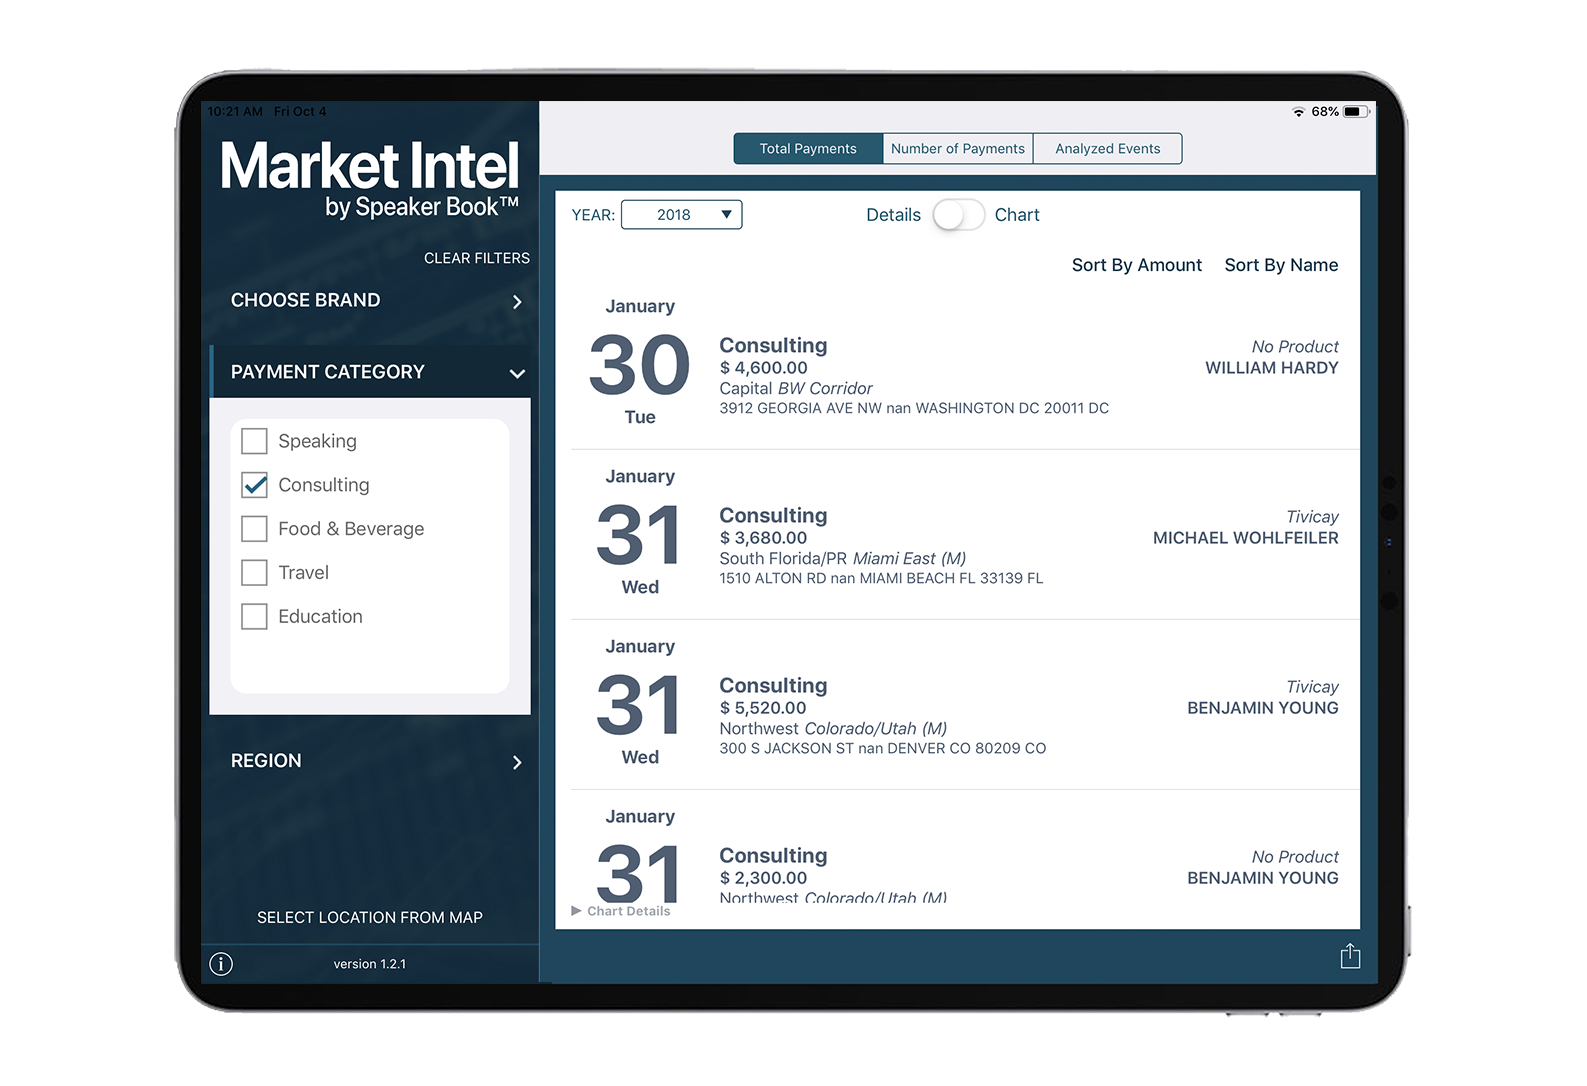 10:21 AM Fri Oct 4
68%
Market Intel
by Speaker Book™
CLEAR FILTERS
CHOOSE BRAND
PAYMENT CATEGORY
Speaking
Consulting
Food & Beverage
Travel
Education
REGION
SELECT LOCATION FROM MAP
version 1.2.1
Total Payments Number of Payments Analyzed Events
YEAR: 2018 Details Chart
Sort By Amount Sort By Name
January
30
Tue
Consulting
$ 4,600.00
Capital BW Corridor
3912 GEORGIA AVE NW nan WASHINGTON DC 20011 DC
No Product
WILLIAM HARDY
January
31
Wed
Consulting
$ 3,680.00
South Florida/PR Miami East (M)
1510 ALTON RD nan MIAMI BEACH FL 33139 FL
Tivicay
MICHAEL WOHLFEILER
January
31
Wed
Consulting
$ 5,520.00
Northwest Colorado/Utah (M)
300 S JACKSON ST nan DENVER CO 80209 CO
Tivicay
BENJAMIN YOUNG
January
31
Consulting
$ 2,300.00
Northwest Colorado/Utah (M)
No Product
BENJAMIN YOUNG
Chart Details